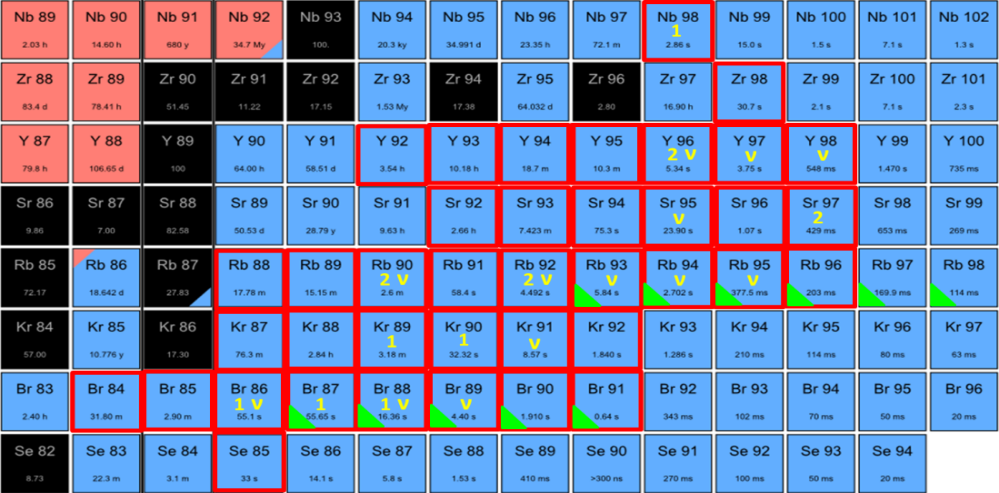 Nb 89 Nb 90 Nb 91 Nb 92 Nb 93 Nb 94 Nb 95 Nb 96 Nb 97 Nb 98 Nb 99 Nb 100 Nb 101 Nb 102
1
2.03 h 14.60 h 680 y 34.7 My 100. 20.3 ky 34.991 d 23.35 h 72.1 m 2.86 s 15.0 s 1.5 s 7.1 s 1.3 s
Zr 88 Zr 89 Zr 90 Zr 91 Zr 92 Zr 93 Zr 94 Zr 95 Zr 96 Zr 97 Zr 98 Zr 99 Zr 100 Zr 101
83.4 d 78.41 h 51.45 11.22 17.15 1.53 My 17.38 64.032 d 2.80 16.90 h 30.7 s 2.1 s 7.1 s 2.3 s
Y 87 Y 88 Y 89 Y 90 Y 91 Y 92 Y 93 Y 94 Y 95 Y 96 Y 97 Y 98 Y 99 Y 100
2 ν ν ν
79.8 h 106.65 d 100 64.00 h 58.51 d 3.54 h 10.18 h 18.7 m 10.3 m 5.34 s 3.75 s 548 ms 1.470 s 735 ms
Sr 86 Sr 87 Sr 88 Sr 89 Sr 90 Sr 91 Sr 92 Sr 93 Sr 94 Sr 95 Sr 96 Sr 97 Sr 98 Sr 99
ν 2
9.86 7.00 82.58 50.53 d 28.79 y 9.63 h 2.66 h 7.423 m 75.3 s 23.90 s 1.07 s 429 ms 653 ms 269 ms
Rb 85 Rb 86 Rb 87 Rb 88 Rb 89 Rb 90 Rb 91 Rb 92 Rb 93 Rb 94 Rb 95 Rb 96 Rb 97 Rb 98
2 ν 2 ν ν ν ν
72.17 18.642 d 27.83 17.78 m 15.15 m 2.6 m 58.4 s 4.492 s 5.84 s 2.702 s 377.5 ms 203 ms 169.9 ms 114 ms
Kr 84 Kr 85 Kr 86 Kr 87 Kr 88 Kr 89 Kr 90 Kr 91 Kr 92 Kr 93 Kr 94 Kr 95 Kr 96 Kr 97
1 1 ν
57.00 10.776 y 17.30 76.3 m 2.84 h 3.18 m 32.32 s 8.57 s 1.840 s 1.286 s 210 ms 114 ms 80 ms 63 ms
Br 83 Br 84 Br 85 Br 86 Br 87 Br 88 Br 89 Br 90 Br 91 Br 92 Br 93 Br 94 Br 95 Br 96
1 ν 1 1 ν ν
2.40 h 31.80 m 2.90 m 55.1 s 55.65 s 16.36 s 4.40 s 1.910 s 0.64 s 343 ms 102 ms 70 ms 50 ms 20 ms
Se 82 Se 83 Se 84 Se 85 Se 86 Se 87 Se 88 Se 89 Se 90 Se 91 Se 92 Se 93 Se 94
8.73 22.3 m 3.1 m 33 s 14.1 s 5.8 s 1.53 s 410 ms >300 ns 270 ms 100 ms 50 ms 20 ms